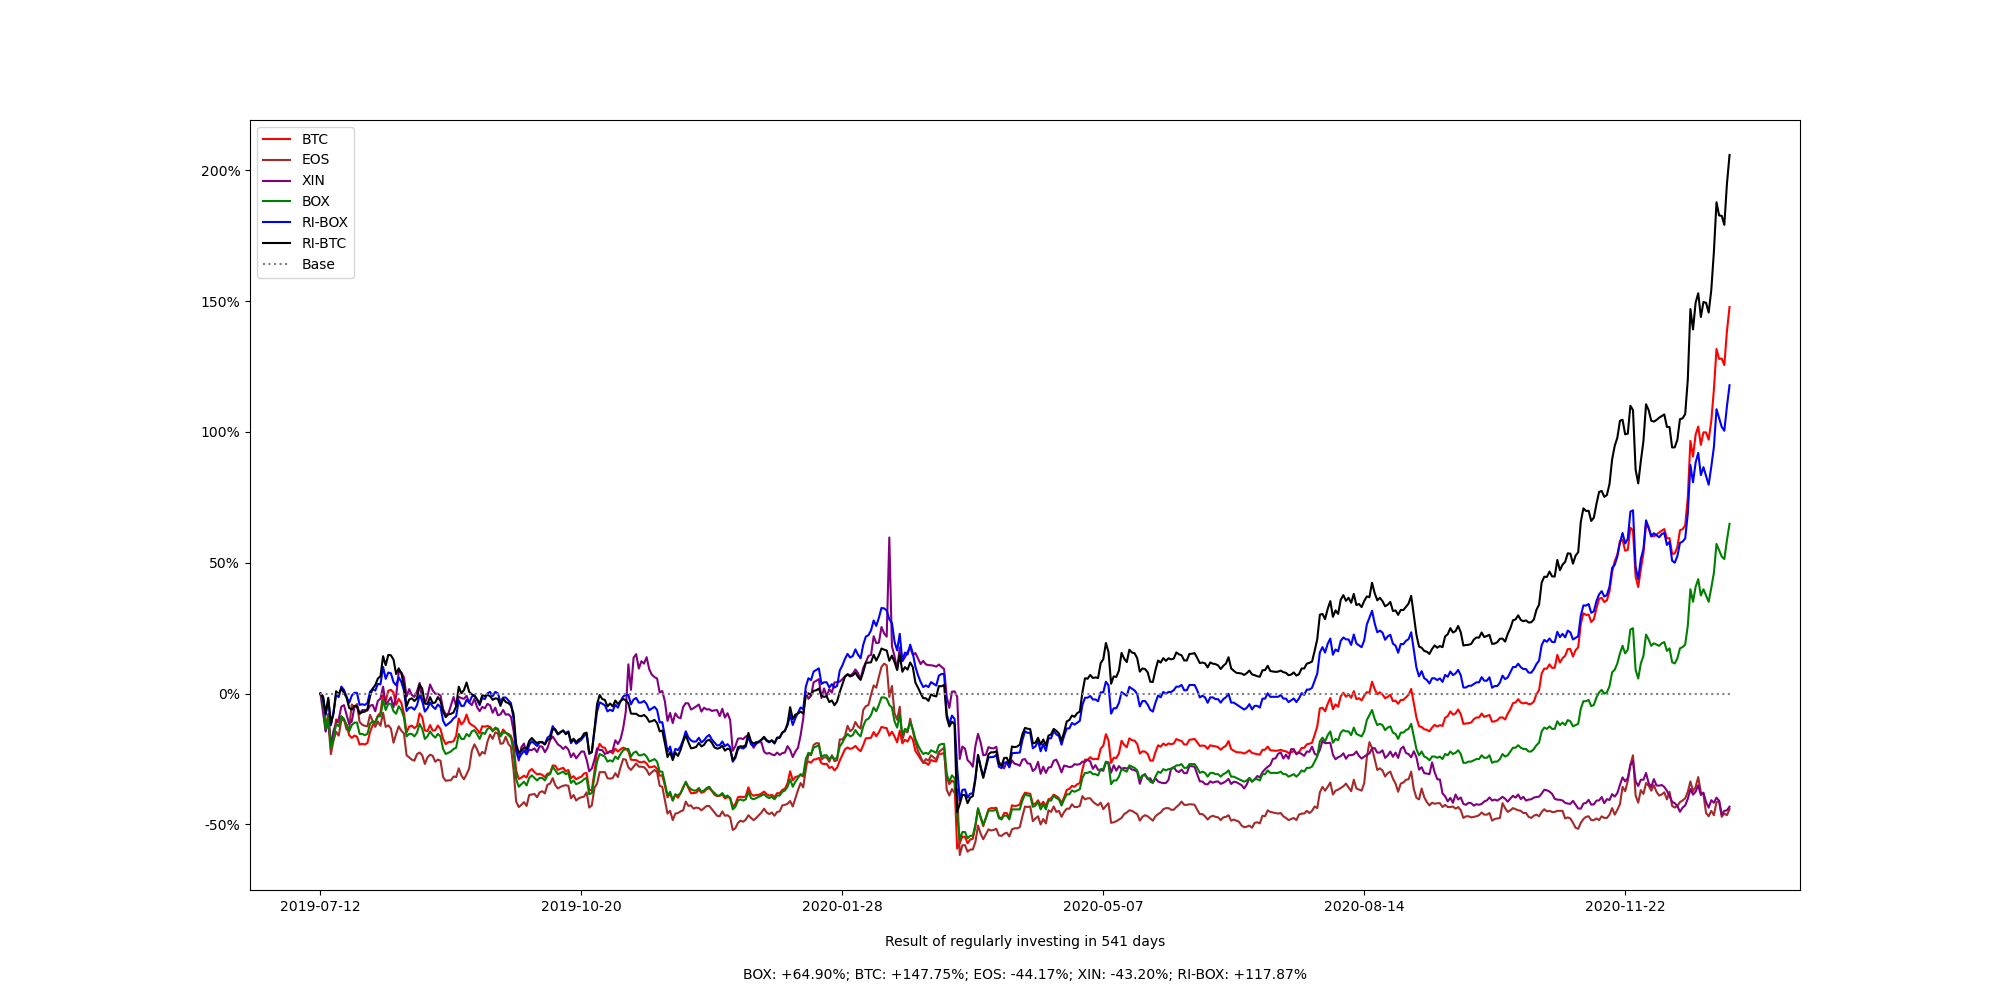 BTC
EOS
XIN
BOX
RI-BOX
RI-BTC
Base
200%
150%
100%
50%
0%
-50%
2019-07-12
2019-10-20
2020-01-28
2020-05-07
2020-08-14
2020-11-22
Result of regularly investing in 541 days
BOX: +64.90%; BTC: +147.75%; EOS: -44.17%; XIN: -43.20%; RI-BOX: +117.87%